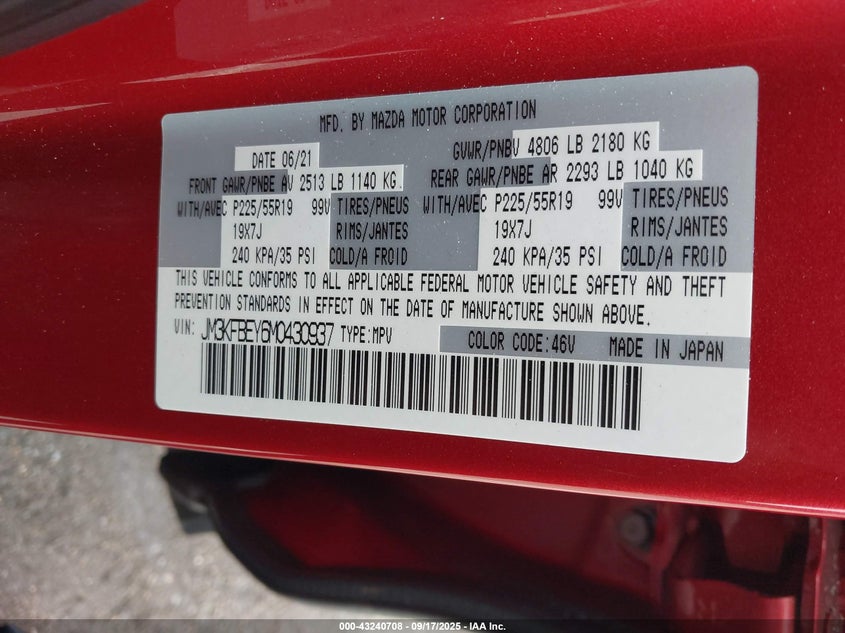 MFD. BY MAZDA MOTOR CORPORATION
DATE 06/21 GVWR/PNBV 4806 LB 2180 KG
FRONT GAWR/PNBE AV 2513 LB 1140 KG. REAR GAWR/PNBE AR 2293 LB 1040 KG
WITH/AVEC P225/55R19 99V TIRES/PNEUS WITH/AVEC P225/55R19 99V TIRES/PNEUS
19X7J RIMS/JANTES 19X7J RIMS/JANTES
240 KPA/35 PSI COLD/A FROID 240 KPA/35 PSI COLD/A FROID
THIS VEHICLE CONFORMS TO ALL APPLICABLE FEDERAL MOTOR VEHICLE SAFETY AND THEFT
PREVENTION STANDARDS IN EFFECT ON THE DATE OF MANUFACTURE SHOWN ABOVE.
VIN: JM3KFBEY6M0430937 TYPE:MPV COLOR CODE:46V MADE IN JAPAN
000-43240708 - 09/17/2025 - IAA Inc.